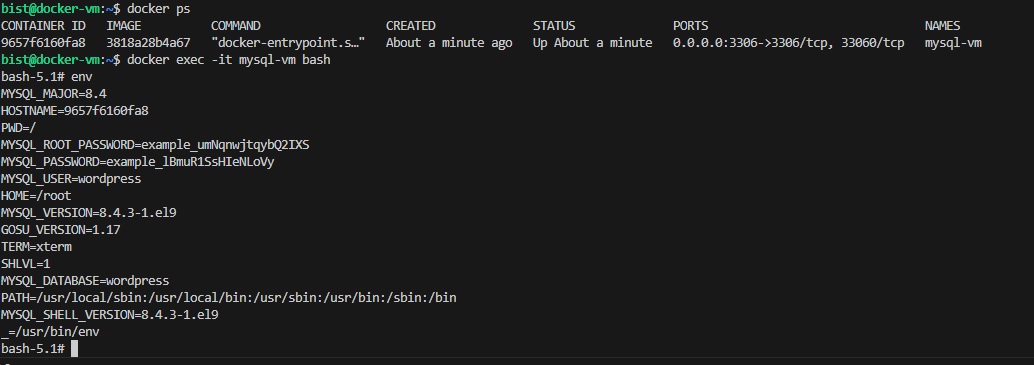 bist@docker-vm:~$ docker ps
CONTAINER ID   IMAGE          COMMAND                  CREATED              STATUS              PORTS                               NAMES
9657f6160fa8   3818a28b4a67   "docker-entrypoint.s…"   About a minute ago   Up About a minute   0.0.0.0:3306->3306/tcp, 33060/tcp   mysql-vm
bist@docker-vm:~$ docker exec -it mysql-vm bash
bash-5.1# env
MYSQL_MAJOR=8.4
HOSTNAME=9657f6160fa8
PWD=/
MYSQL_ROOT_PASSWORD=example_umNqnwjtqybQ2IXS
MYSQL_PASSWORD=example_lBmuR1SsHIeNLoVy
MYSQL_USER=wordpress
HOME=/root
MYSQL_VERSION=8.4.3-1.el9
GOSU_VERSION=1.17
TERM=xterm
SHLVL=1
MYSQL_DATABASE=wordpress
PATH=/usr/local/sbin:/usr/local/bin:/usr/sbin:/usr/bin:/sbin:/bin
MYSQL_SHELL_VERSION=8.4.3-1.el9
_=/usr/bin/env
bash-5.1#